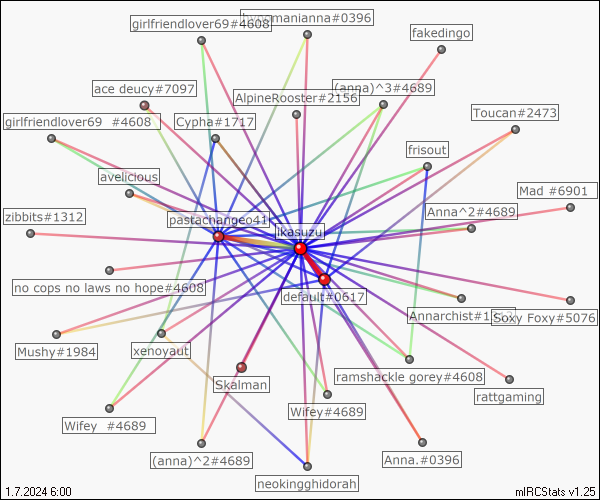 girlfriendlover69#4608
hangmanianna#0396
fakedingo
ace deucy#7097
AlpineRooster#2156
(anna)^3#4689
girlfriendlover69  #4608
Cypha#1717
Toucan#2473
frisout
avelicious
Mad #6901
zibbits#1312
pastachangeo41
ikasuzu
Anna^2#4689
no cops no laws no hope#4608
default#0617
Annarchist#1
Soxy Foxy#5076
Mushy#1984
xenoyaut
Skalman
ramshackle gorey#4608
rattgaming
Wifey  #4689
Wifey#4689
(anna)^2#4689
Anna.#0396
neokingghidorah
1.7.2024 6:00
mIRCStats v1.25